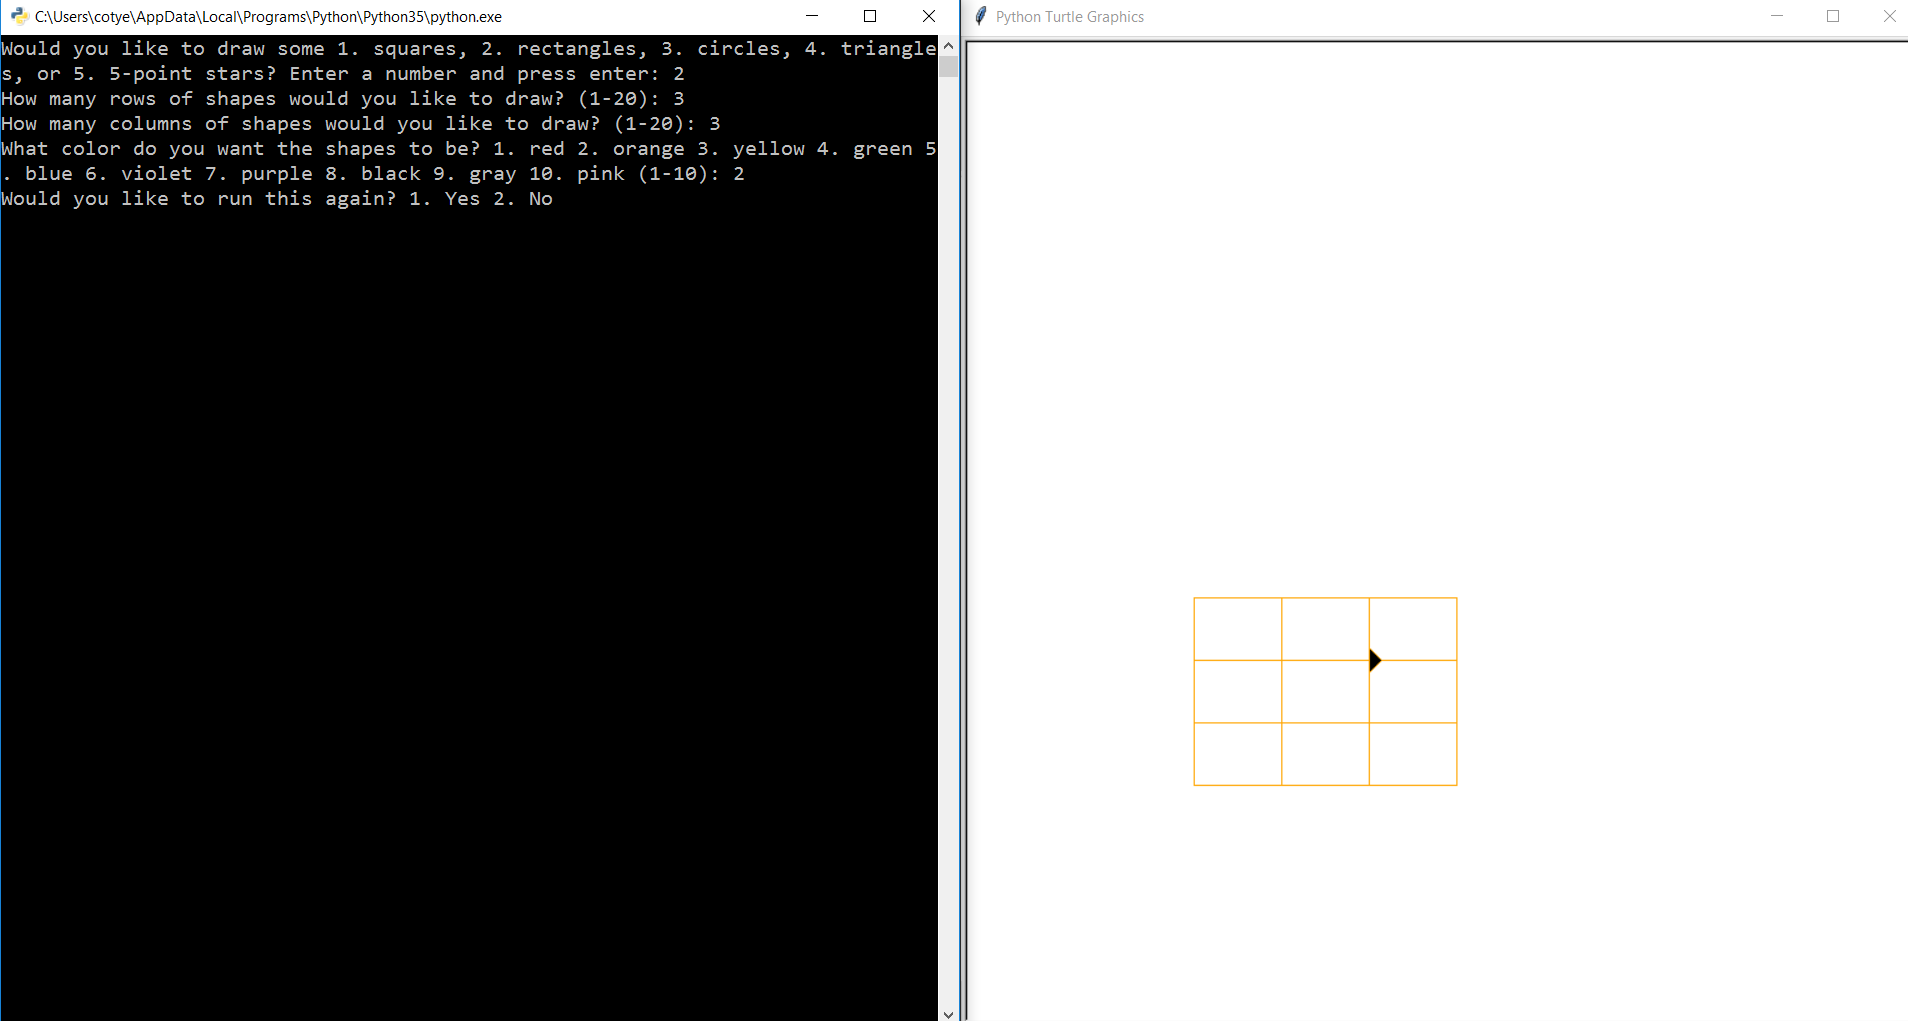 C:\Users\cotye\AppData\Local\Programs\Python\Python35\python.exe
Would you like to draw some 1. squares, 2. rectangles, 3. circles, 4. triangle
s, or 5. 5-point stars? Enter a number and press enter: 2
How many rows of shapes would you like to draw? (1-20): 3
How many columns of shapes would you like to draw? (1-20): 3
What color do you want the shapes to be? 1. red 2. orange 3. yellow 4. green 5
. blue 6. violet 7. purple 8. black 9. gray 10. pink (1-10): 2
Would you like to run this again? 1. Yes 2. No
Python Turtle Graphics